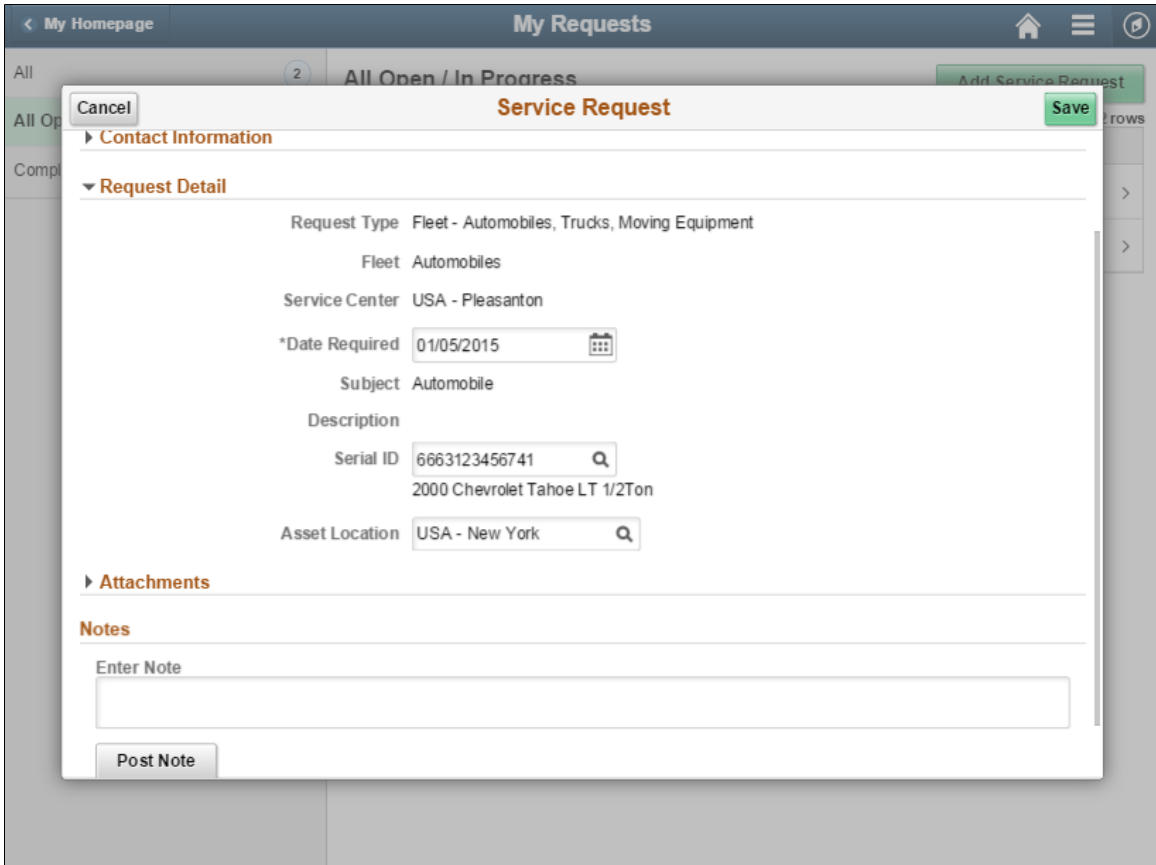 My Homepage
My Requests
All
2
All Open / In Progress
Add Service Request
Cancel
Service Request
Save
All Op
rows
Contact Information
Compl
Request Detail
Request Type Fleet - Automobiles, Trucks, Moving Equipment
Fleet Automobiles
Service Center USA - Pleasanton
*Date Required 01/05/2015
Subject Automobile
Description
Serial ID 6663123456741
2000 Chevrolet Tahoe LT 1/2Ton
Asset Location USA - New York
Attachments
Notes
Enter Note
Post Note